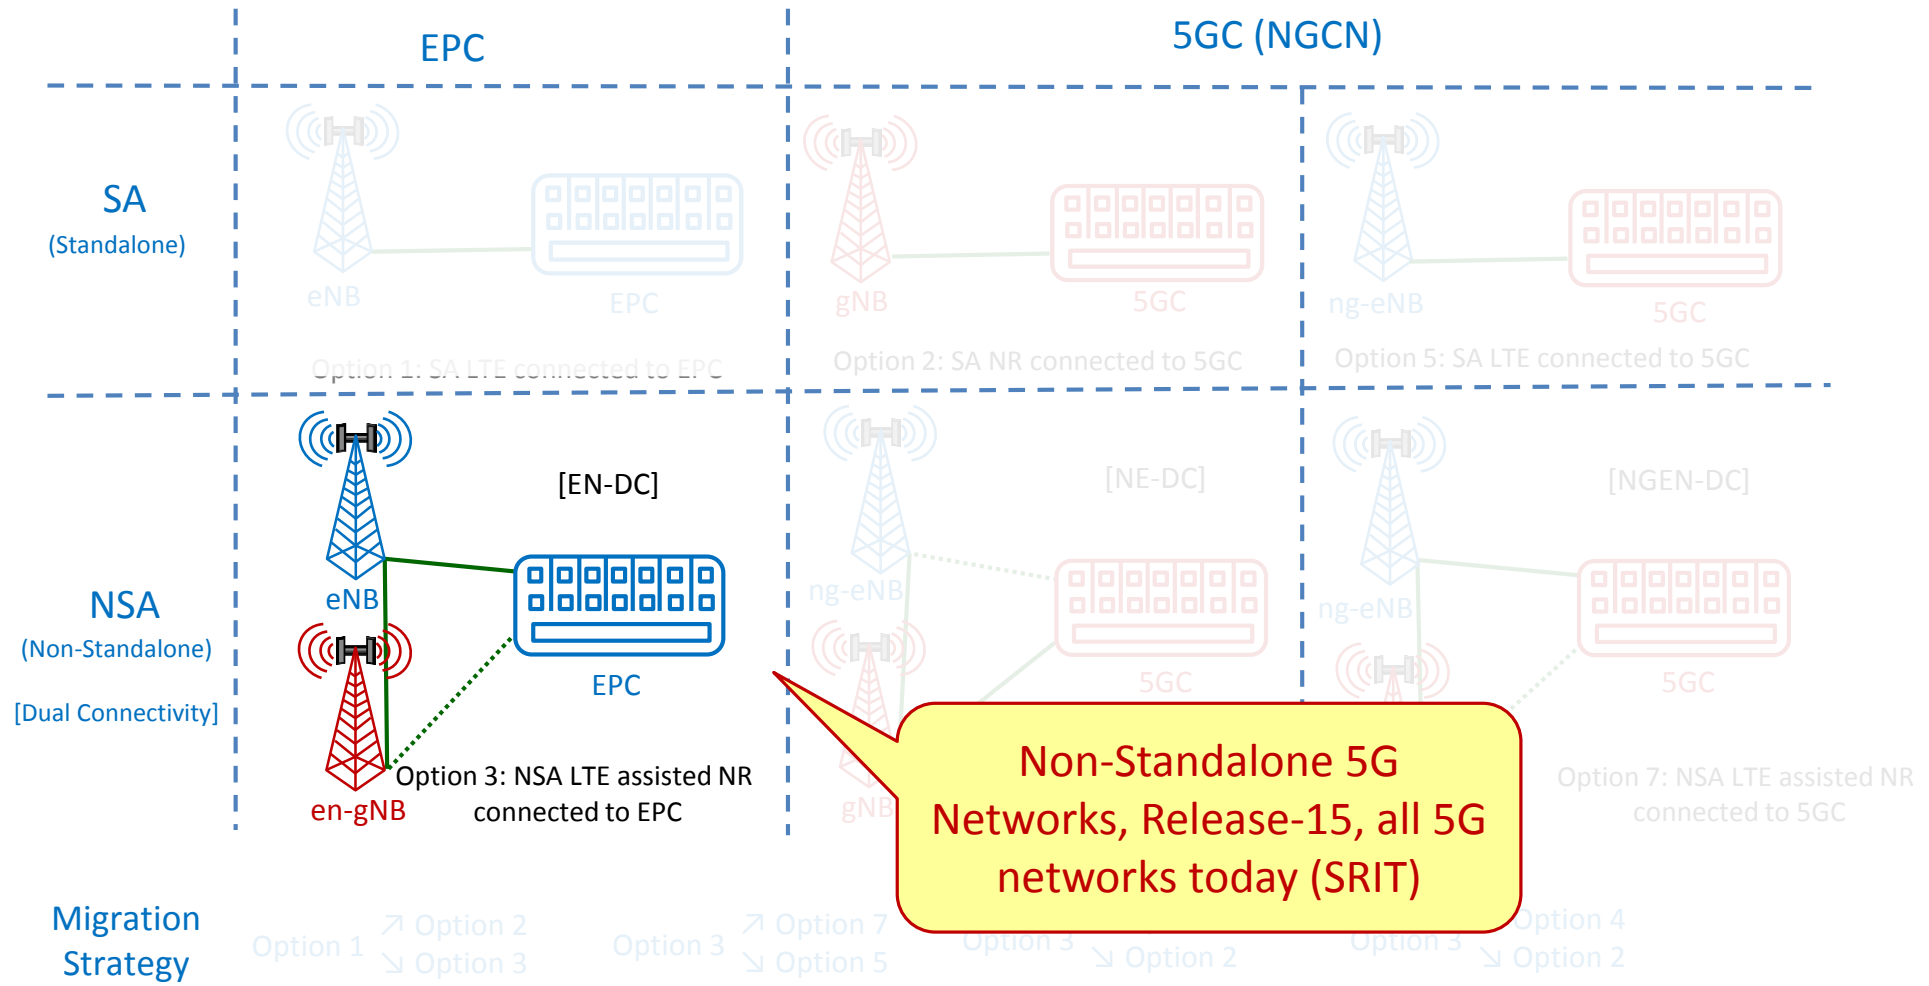 EPC
5GC (NGCN)
SA
(Standalone)
eNB
EPC
Option 1: SA LTE connected to EPC
gNB
5GC
Option 2: SA NR connected to 5GC
ng-eNB
5GC
Option 5: SA LTE connected to 5GC
NSA
(Non-Standalone)
[Dual Connectivity]
[EN-DC]
eNB
EPC
en-gNB
Option 3: NSA LTE assisted NR
connected to EPC
[NE-DC]
ng-eNB
5GC
gNB
[NGEN-DC]
ng-eNB
5GC
Option 7: NSA LTE assisted NR
connected to 5GC
Non-Standalone 5G
Networks, Release-15, all 5G
networks today (SRIT)
Migration
Strategy
Option 1
↗ Option 2
↘ Option 3
Option 3
↗ Option 7
↘ Option 5
Option 3
↘ Option 2
Option 3
Option 4
↘ Option 2